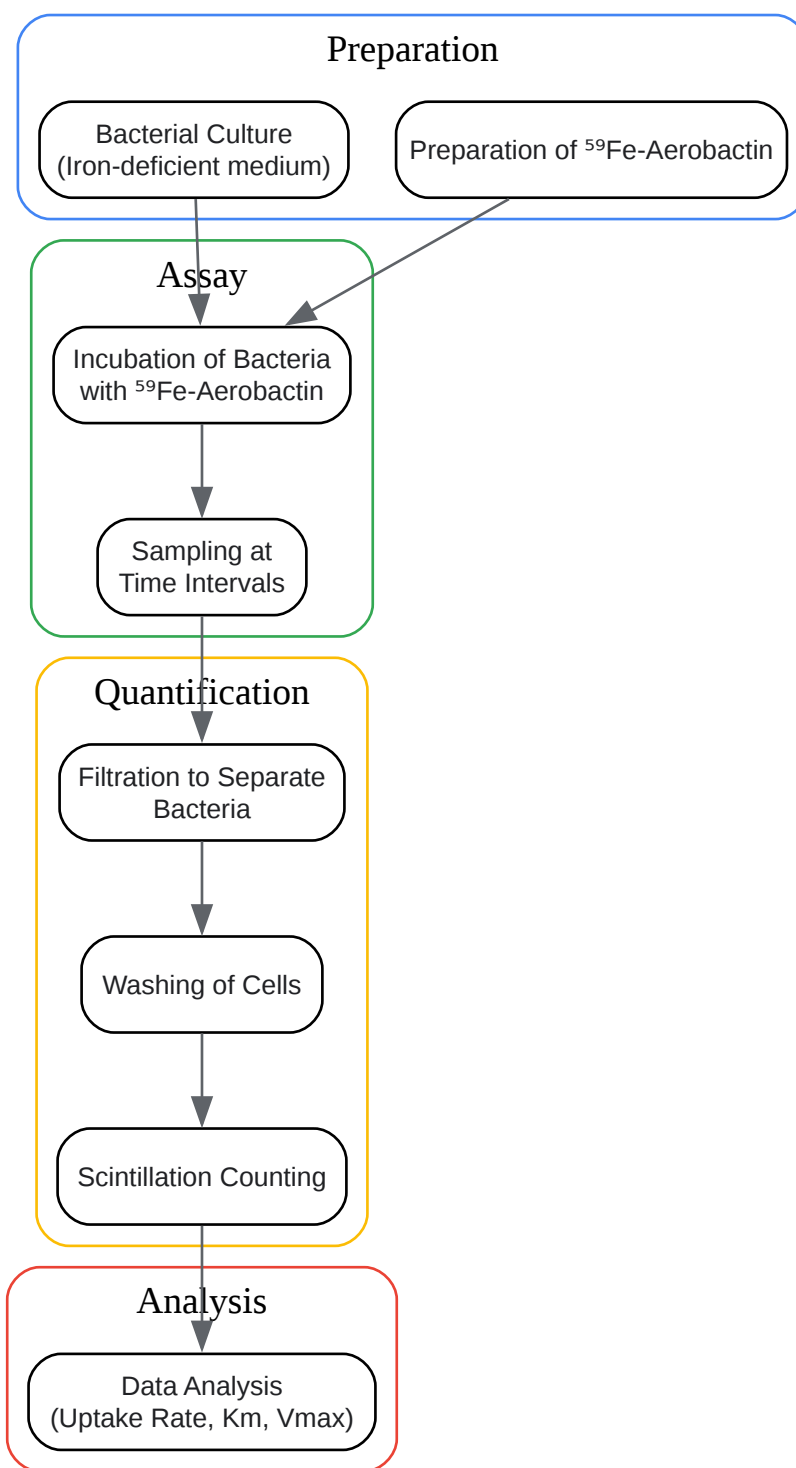 Preparation
Bacterial Culture
(Iron-deficient medium)
Preparation of ⁵⁹Fe-Aerobactin
Assay
Incubation of Bacteria
with ⁵⁹Fe-Aerobactin
Sampling at
Time Intervals
Quantification
Filtration to Separate
Bacteria
Washing of Cells
Scintillation Counting
Analysis
Data Analysis
(Uptake Rate, Km, Vmax)